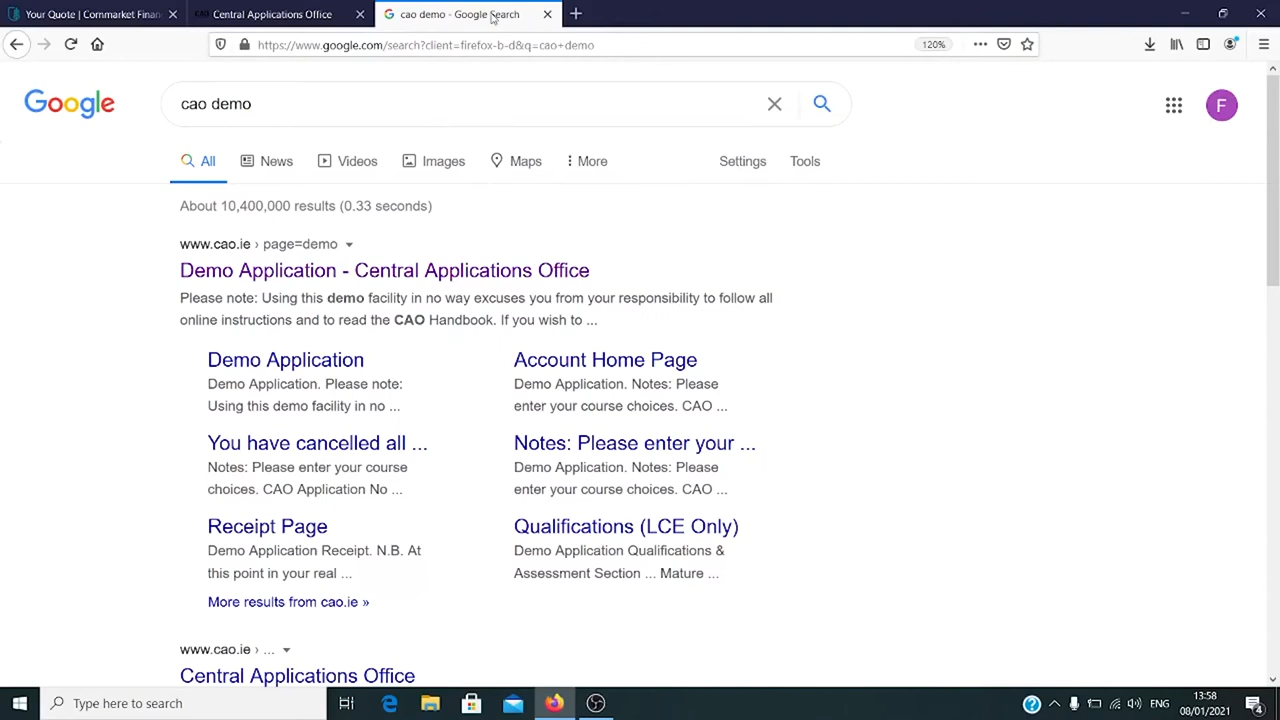 Your Quote | Cornmarket Finan
CAO Central Applications Office
cao demo - Google Search
https://www.google.com/search?client=firefox-b-d&q=cao+demo
120%
Google
cao demo
F
All
News
Videos
Images
Maps
More
Settings
Tools
About 10,400,000 results (0.33 seconds)
www.cao.ie › page=demo
Demo Application - Central Applications Office
Please note: Using this demo facility in no way excuses you from your responsibility to follow all
online instructions and to read the CAO Handbook. If you wish to ...
Demo Application
Demo Application. Please note:
Using this demo facility in no ...
Account Home Page
Demo Application. Notes: Please
enter your course choices. CAO ...
You have cancelled all ...
Notes: Please enter your course
choices. CAO Application No ...
Notes: Please enter your ...
Demo Application. Notes: Please
enter your course choices. CAO ...
Receipt Page
Demo Application Receipt. N.B. At
this point in your real ...
Qualifications (LCE Only)
Demo Application Qualifications &
Assessment Section ... Mature ...
More results from cao.ie »
www.cao.ie › ...
Central Applications Office
Type here to search
ENG
13:58
08/01/2021
4